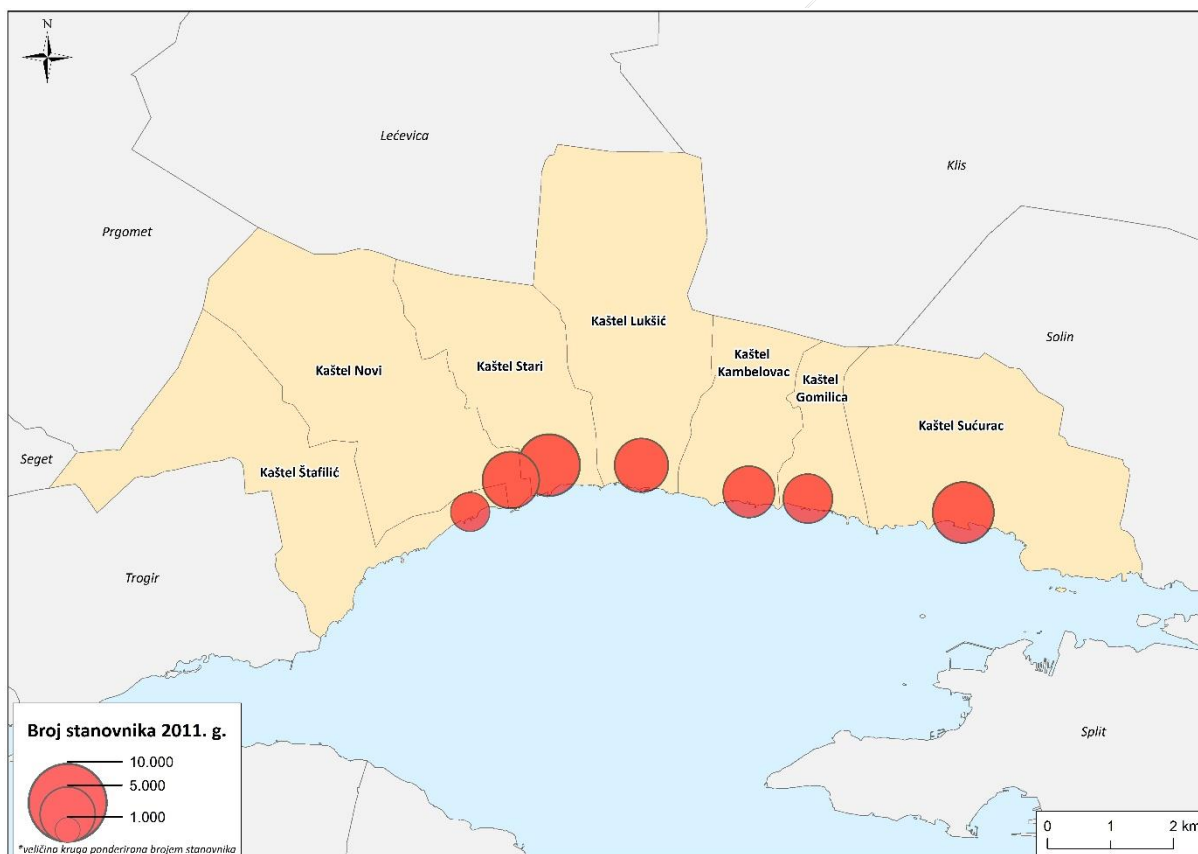 N
Lećevica
Klis
Prgomet
Solin
Kaštel Lukšić
Kaštel
Kambelovac
Kaštel Stari
Kaštel Novi
Kaštel
Gomilica
Kaštel Sućurac
Seget
Kaštel Štafilić
Trogir
Split
Broj stanovnika 2011. g.
10.000
5.000
1.000
*veličina kruga ponderirana brojem stanovnika
0 1 2 km